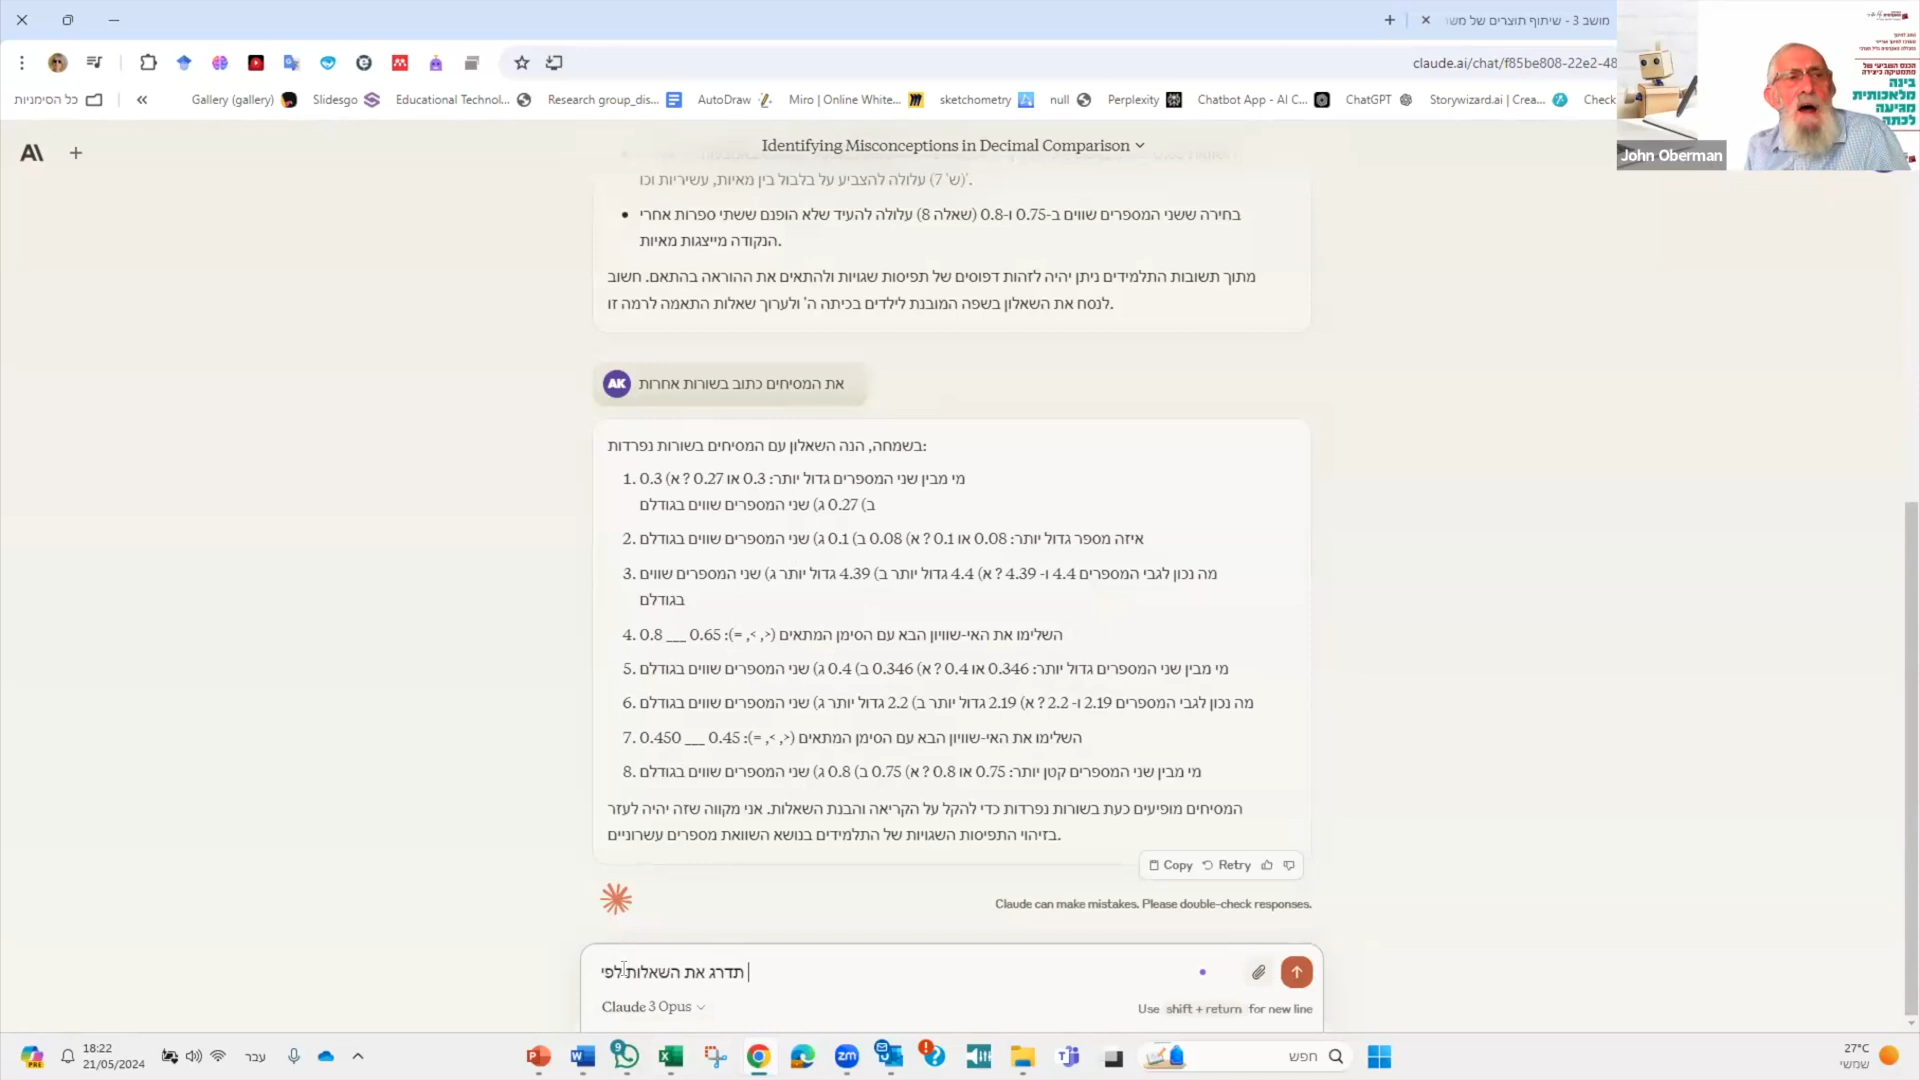 מושב 3 - שיתוף תוצרים של משו
claude.ai/chat/f85be808-22e2-48
כל הסימניות
Gallery (gallery)
Slidesgo
Educational Technol...
Research group_dis...
AutoDraw
Miro | Online White...
sketchometry
null
Perplexity
Chatbot App - AI C...
ChatGPT
Storywizard.ai | Crea...
Check
בינה
מלאכותית
מגיעה
לכתה
John Oberman
Identifying Misconceptions in Decimal Comparison
(ש' 7) עלולה להצביע על בלבול בין מאיות, עשיריות וכו'.
בחירה ששני המספרים שווים ב-0.75 ו-0.8 (שאלה 8) עלולה להעיד שלא הופנם ששתי ספרות אחרי
הנקודה מייצגות מאיות.
מתוך תשובות התלמידים ניתן יהיה לזהות דפוסים של תפיסות שגויות ולהתאים את ההוראה בהתאם. חשוב
לנסח את השאלון בשפה המובנת לילדים בכיתה ה' ולערוך שאלות התאמה לרמה זו.
AK
את המסיחים כתוב בשורות אחרות
בשמחה, הנה השאלון עם המסיחים בשורות נפרדות:
1. מי מבין שני המספרים גדול יותר: 0.3 או 0.27 ? א) 0.3
ב) 0.27 ג) שני המספרים שווים בגודלם
2. איזה מספר גדול יותר: 0.08 או 0.1 ? א) 0.08 ב) 0.1 ג) שני המספרים שווים בגודלם
3. מה נכון לגבי המספרים 4.4 ו- 4.39 ? א) 4.4 גדול יותר ב) 4.39 גדול יותר ג) שני המספרים שווים
בגודלם
4. השלימו את האי-שוויון הבא עם הסימן המתאים (<, >, =): 0.65 ___ 0.8
5. מי מבין שני המספרים גדול יותר: 0.346 או 0.4 ? א) 0.346 ב) 0.4 ג) שני המספרים שווים בגודלם
6. מה נכון לגבי המספרים 2.19 ו- 2.2 ? א) 2.19 גדול יותר ב) 2.2 גדול יותר ג) שני המספרים שווים בגודלם
7. השלימו את האי-שוויון הבא עם הסימן המתאים (<, >, =): 0.45 ___ 0.450
8. מי מבין שני המספרים קטן יותר: 0.75 או 0.8 ? א) 0.75 ב) 0.8 ג) שני המספרים שווים בגודלם
המסיחים מופיעים כעת בשורות נפרדות כדי להקל על הקריאה והבנת השאלות. אני מקווה שזה יהיה לעזר
בזיהוי התפיסות השגויות של התלמידים בנושא השוואת מספרים עשרוניים.
Copy
Retry
Claude can make mistakes. Please double-check responses.
תדרג את השאלות לפי
Claude 3 Opus
Use shift + return for new line
18:22
21/05/2024
עבר
חפש
27°C
שמשי